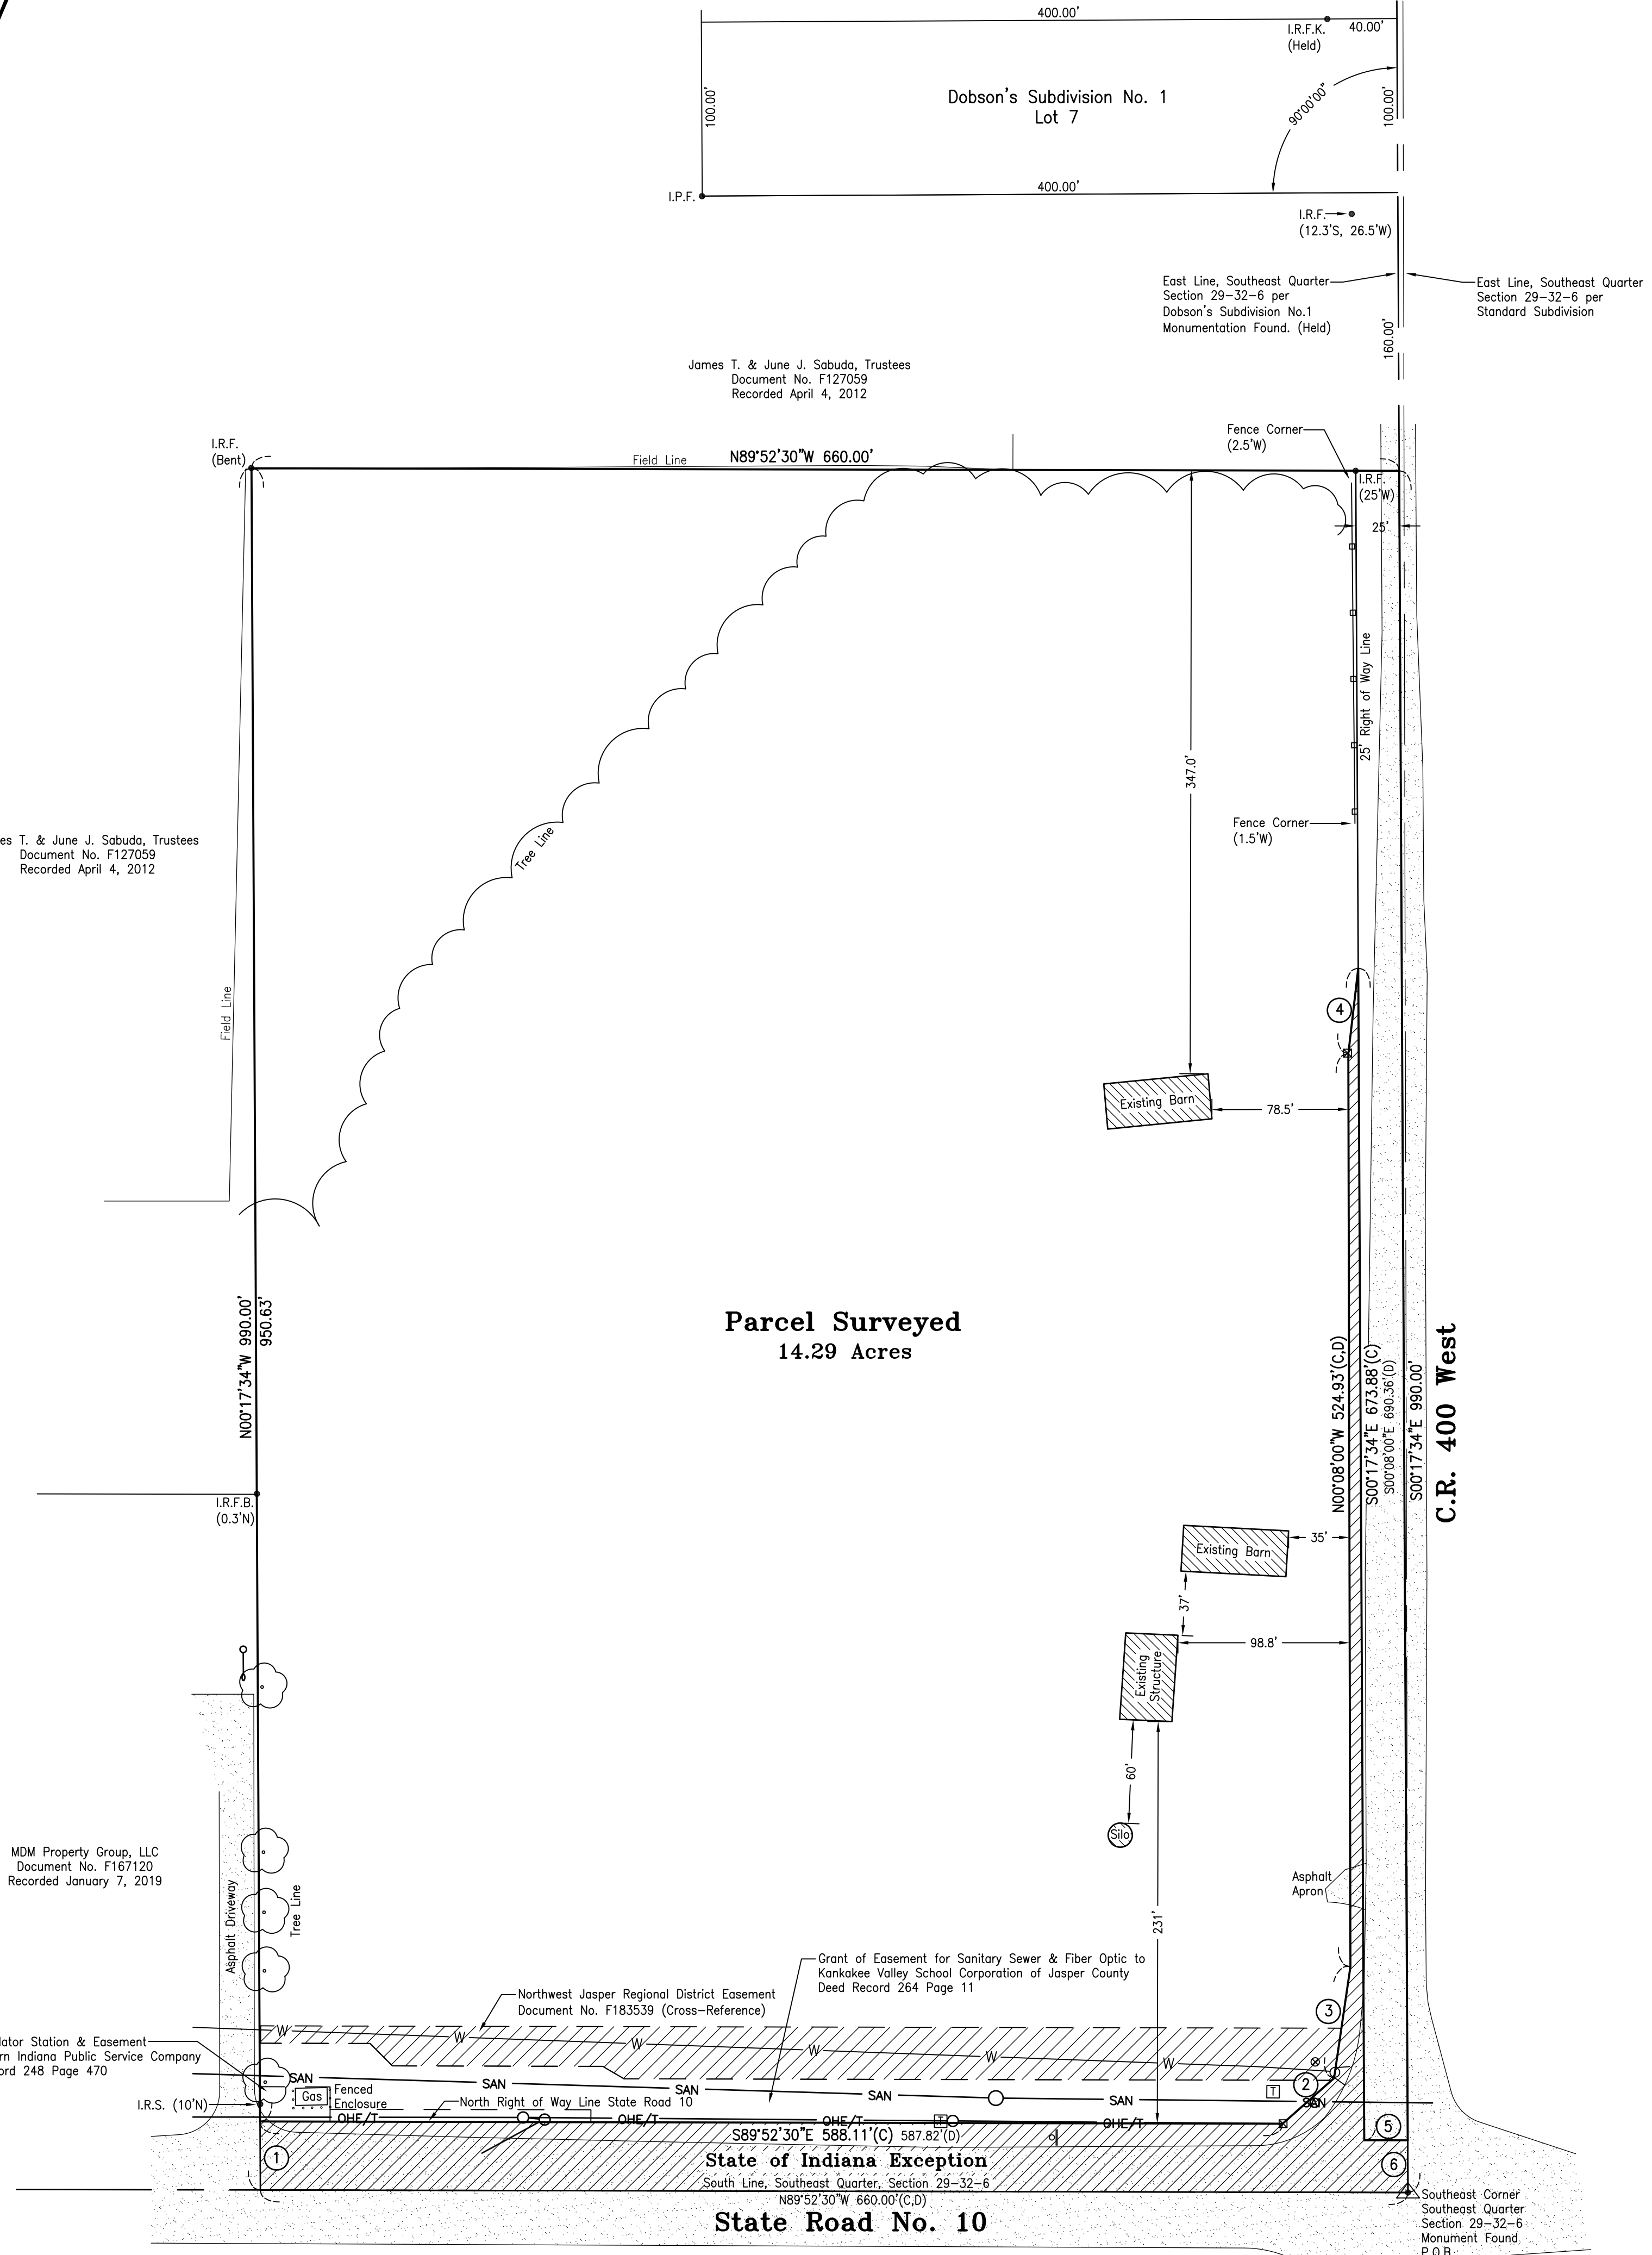 400.00'
I.R.F.K.
(Held)
40.00'
Dobson's Subdivision No. 1
Lot 7
100.00'
90°00'00"
100.00'
400.00'
I.P.F.
I.R.F.
(12.3'S, 26.5'W)
East Line, Southeast Quarter
Section 29-32-6 per
Dobson's Subdivision No.1
Monumentation Found. (Held)
East Line, Southeast Quarter
Section 29-32-6 per
Standard Subdivision
160.00'
James T. & June J. Sabuda, Trustees
Document No. F127059
Recorded April 4, 2012
Fence Corner
(2.5'W)
I.R.F.
(Bent)
Field Line
N89°52'30"W 660.00'
I.R.F.
(25'W)
25'
25' Right of Way Line
347.0'
Fence Corner
(1.5'W)
Tree Line
es T. & June J. Sabuda, Trustees
Document No. F127059
Recorded April 4, 2012
Field Line
4
Existing Barn
78.5'
Parcel Surveyed
14.29 Acres
N00°17'34"W 990.00'
950.63'
N00°08'00"W 524.93'(C,D)
S00°17'34"E 673.88'(C)
S00°08'00"E 690.36'(D)
S00°17'34"E 990.00'
C.R. 400 West
I.R.F.B.
(0.3'N)
Existing Barn
35'
37'
Existing
Structure
98.8'
60'
Silo
231'
Asphalt
Apron
MDM Property Group, LLC
Document No. F167120
Recorded January 7, 2019
Asphalt Driveway
Tree Line
Grant of Easement for Sanitary Sewer & Fiber Optic to
Kankakee Valley School Corporation of Jasper County
Deed Record 264 Page 11
Northwest Jasper Regional District Easement
Document No. F183539 (Cross-Reference)
3
W W W W W W
lator Station & Easement
rn Indiana Public Service Company
ord 248 Page 470
SAN SAN SAN SAN SAN SAN
2
T
Gas
Fenced
Enclosure
I.R.S. (10'N)
North Right of Way Line State Road 10
OHE/T OHE/T OHE/T OHE/T
T
5
S89°52'30"E 588.11'(C) 587.82'(D)
1
State of Indiana Exception
6
South Line, Southeast Quarter, Section 29-32-6
N89°52'30"W 660.00'(C,D)
State Road No. 10
Southeast Corner
Southeast Quarter
Section 29-32-6
Monument Found
P.O.B.